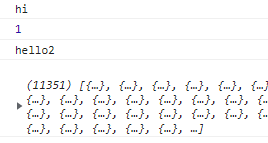 hi
1
hello2
(11351) [{…}, {…}, {…}, {…}, {…}, {…}
{…}, {…}, {…}, {…}, {…}, {…}, {…}, {…
{…}, {…}, {…}, {…}, {…}, {…}, {…}, {…
{…}, {…}, {…}, {…}, {…}, …]